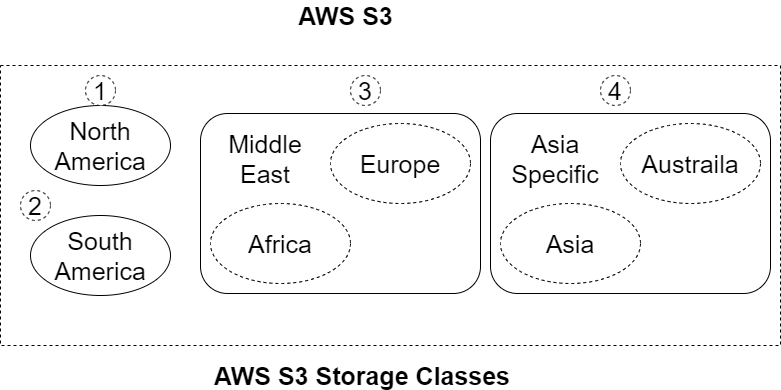 AWS S3
1
North
America
2
South
America
3
Middle
East
Europe
Africa
4
Asia
Specific
Austraila
Asia
AWS S3 Storage Classes